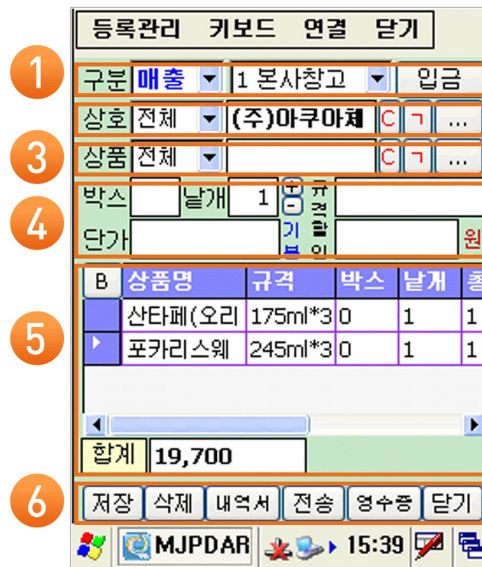 등록관리 키보드 연결 닫기
1 구분 매출 1 본사창고 입금
상호 전체 (주)아쿠아체 C ㄱ ...
3 상품 전체 C ㄱ ...
4 박스 낱개 1 + - 규격
단가 기본 할인 원
B 상품명 규격 박스 낱개 총
산타페(오리 175ml*3 0 1 1
5 포카리스웨 245ml*3 0 1 1
합계 19,700
6 저장 삭제 내역서 전송 영수증 닫기
MJPDAR 15:39